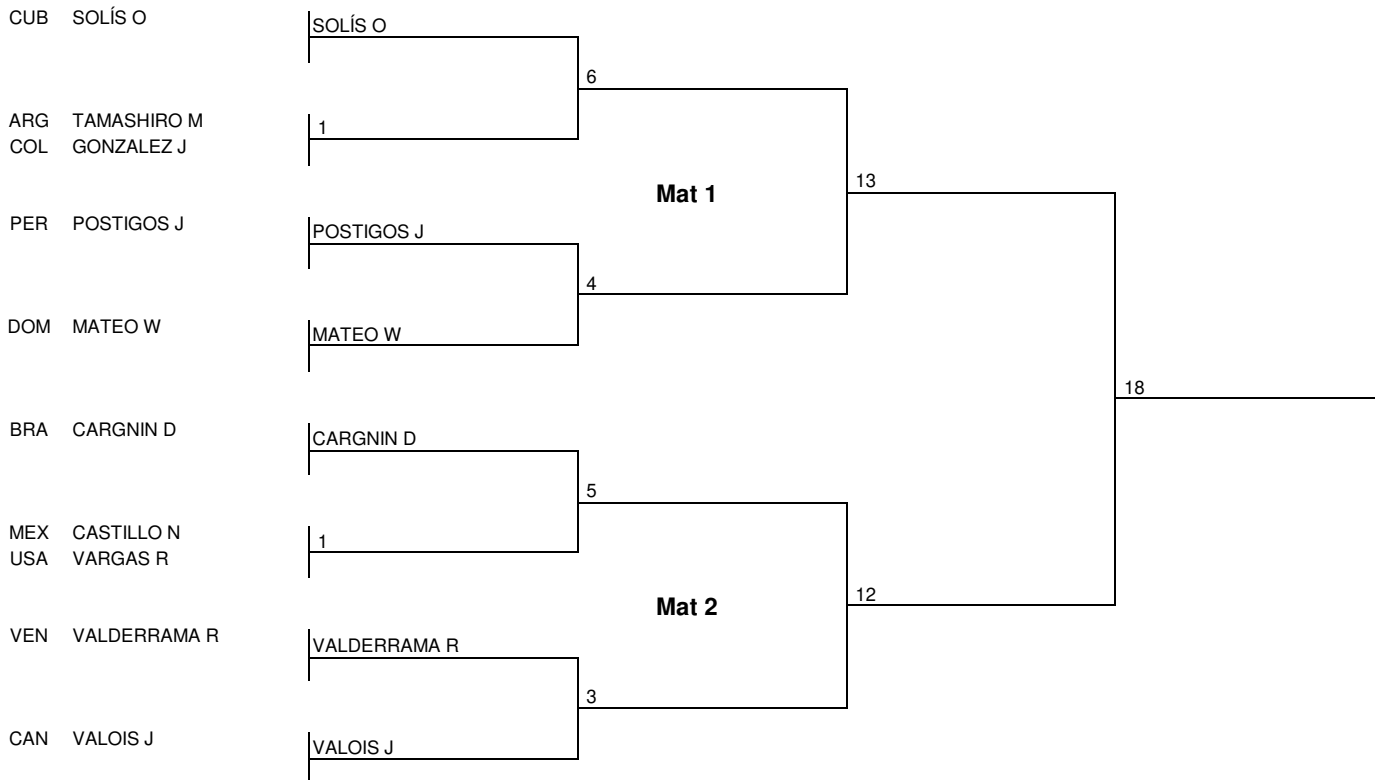 CUB SOLÍS O
SOLÍS O
6
ARG TAMASHIRO M
1
COL GONZALEZ J
13
Mat 1
PER POSTIGOS J
POSTIGOS J
4
DOM MATEO W
MATEO W
18
BRA CARGNIN D
CARGNIN D
5
MEX CASTILLO N
1
USA VARGAS R
12
Mat 2
VEN VALDERRAMA R
VALDERRAMA R
3
CAN VALOIS J
VALOIS J